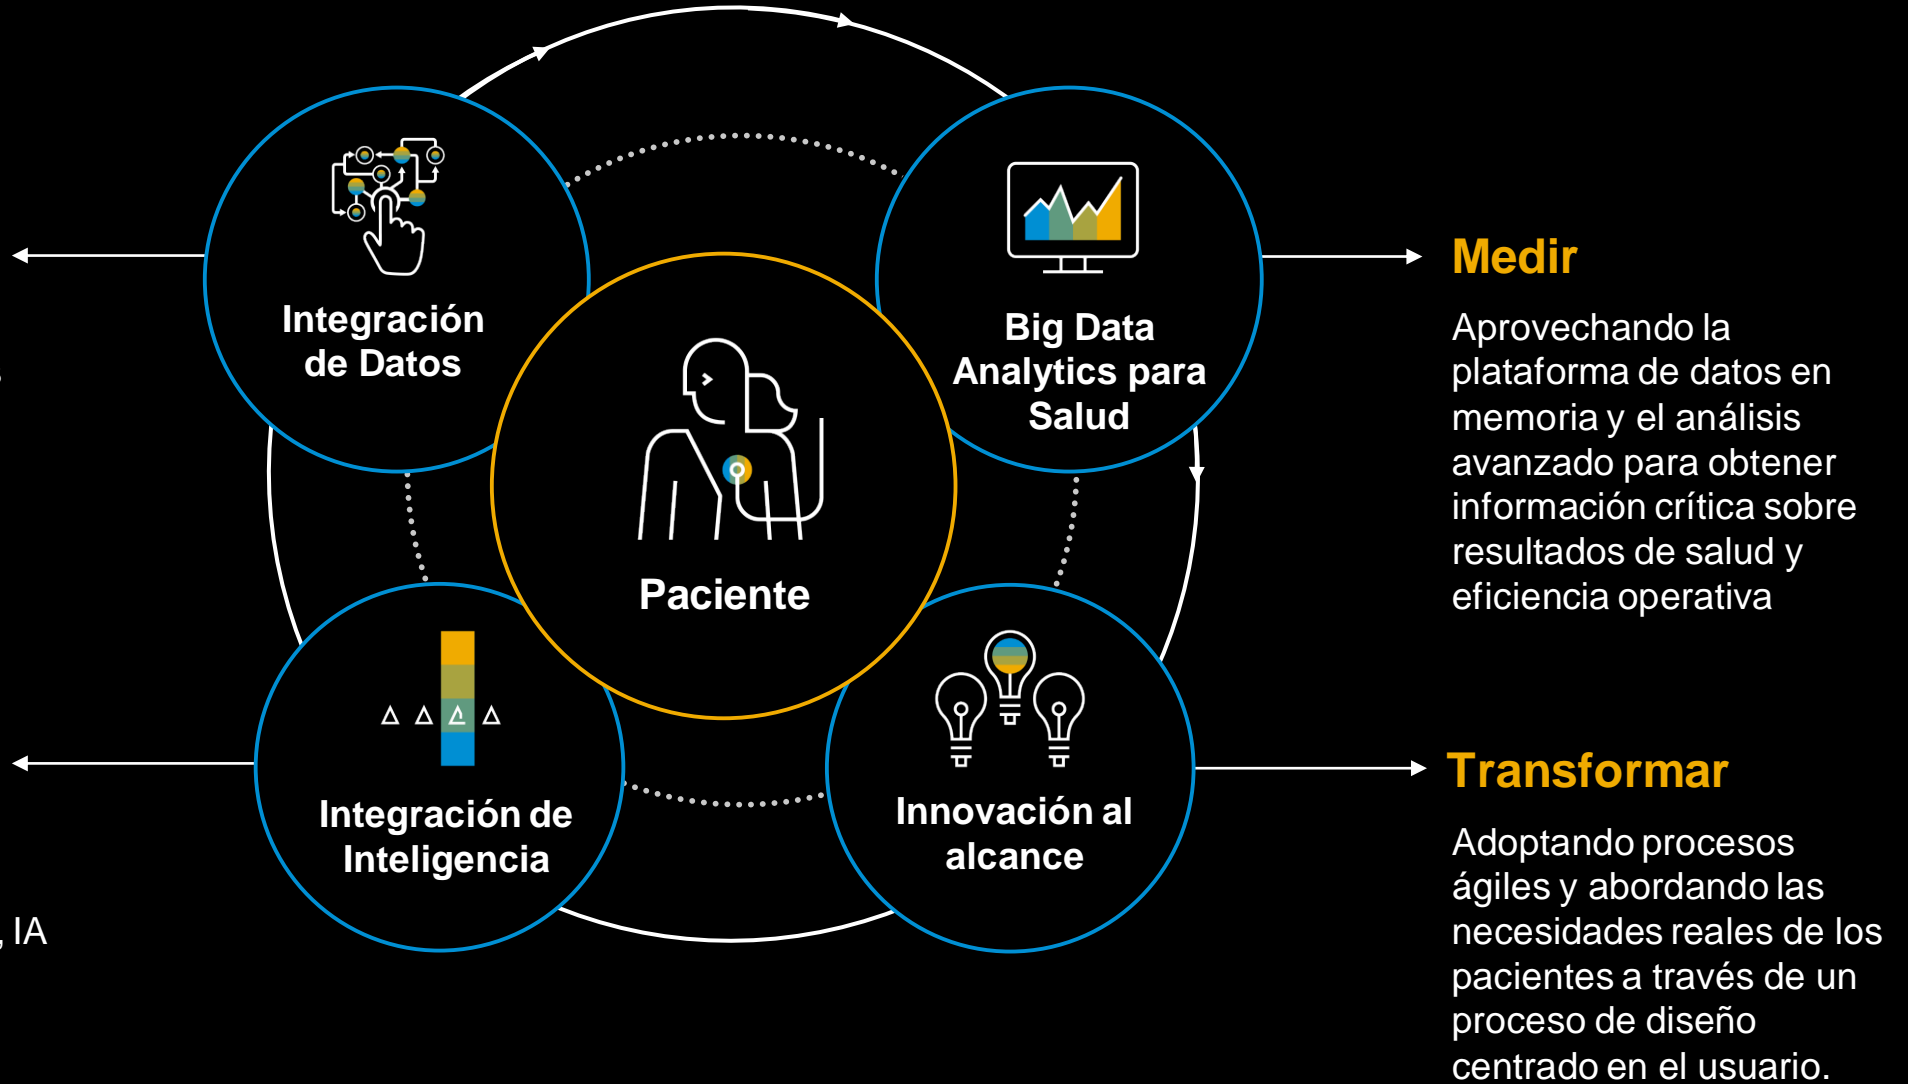 Integración
de Datos
Big Data
Analytics para
Salud
Paciente
Integración de
Inteligencia
Innovación al
alcance
Medir
Aprovechando la
plataforma de datos en
memoria y el análisis
avanzado para obtener
información crítica sobre
resultados de salud y
eficiencia operativa
Transformar
Adoptando procesos
ágiles y abordando las
necesidades reales de los
pacientes a través de un
proceso de diseño
centrado en el usuario.
, IA